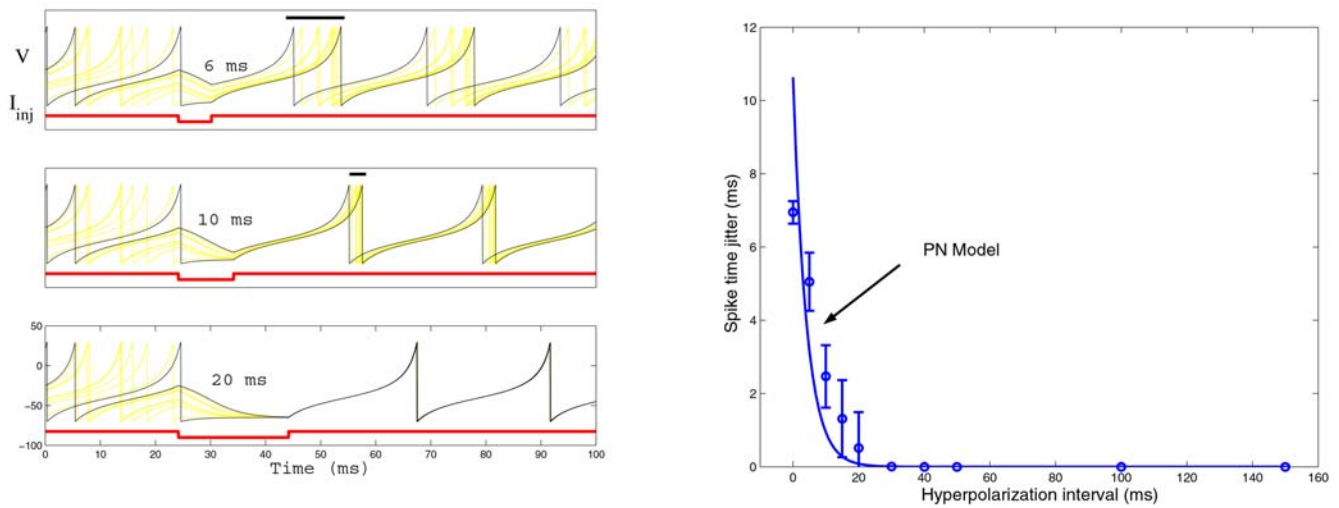 V
I inj
6 ms
10 ms
50
0
−50
−100
20 ms
0 10 20 30 40 50 60 70 80 90 100
Time (ms)
12
10
8
6
4
2
0
Spike time jitter (ms)
PN Model
0 20 40 60 80 100 120 140 160
Hyperpolarization interval (ms)